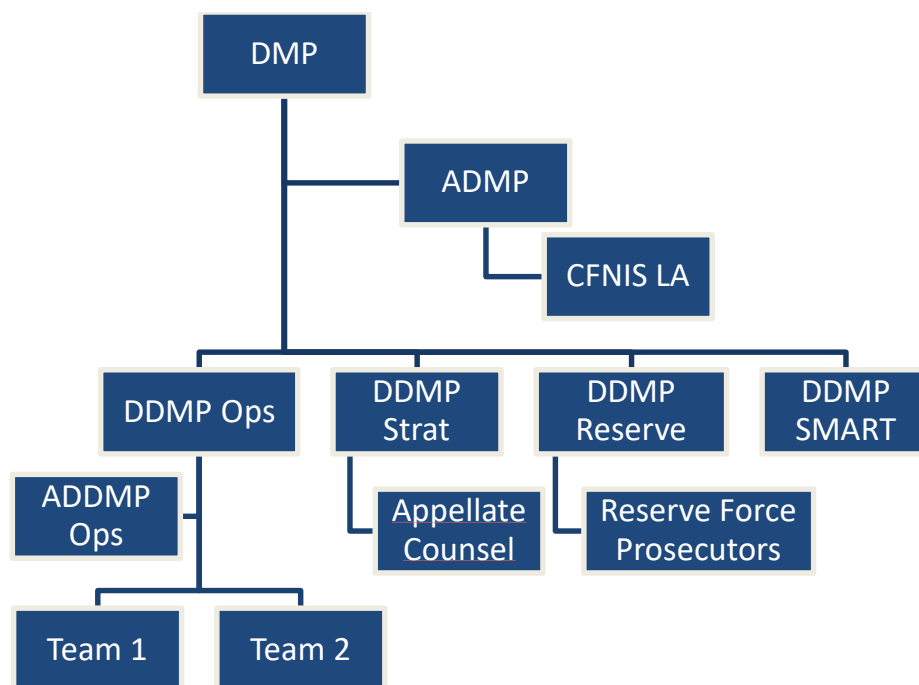 DMP
ADMP
CFNIS LA
DDMP Ops
DDMP
Strat
DDMP
Reserve
DDMP
SMART
ADDMP
Ops
Appellate
Counsel
Reserve Force
Prosecutors
Team 1
Team 2